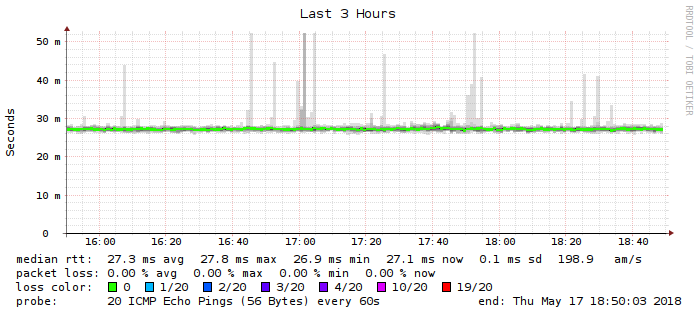 Last 3 Hours
RRDTOOL / TOBI OETIKER
Seconds
50 m
40 m
30 m
20 m
10 m
0
16:00 16:20 16:40 17:00 17:20 17:40 18:00 18:20 18:40
median rtt: 27.3 ms avg 27.8 ms max 26.9 ms min 27.1 ms now 0.1 ms sd 198.9 am/s
packet loss: 0.00 % avg 0.00 % max 0.00 % min 0.00 % now
loss color: 0 1/20 2/20 3/20 4/20 10/20 19/20
probe: 20 ICMP Echo Pings (56 Bytes) every 60s end: Thu May 17 18:50:03 2018